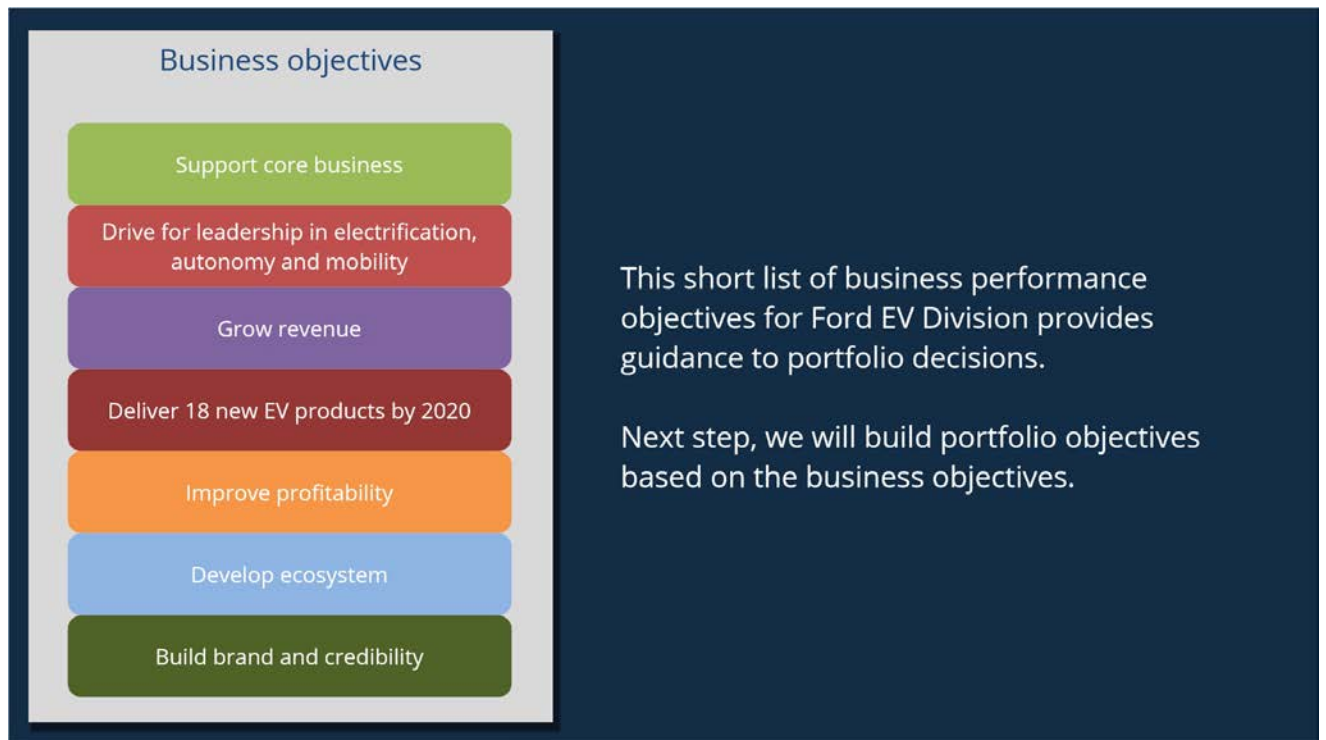 Business objectives
Support core business
Drive for leadership in electrification,
autonomy and mobility
Grow revenue
Deliver 18 new EV products by 2020
Improve profitability
Develop ecosystem
Build brand and credibility
This short list of business performance
objectives for Ford EV Division provides
guidance to portfolio decisions.
Next step, we will build portfolio objectives
based on the business objectives.